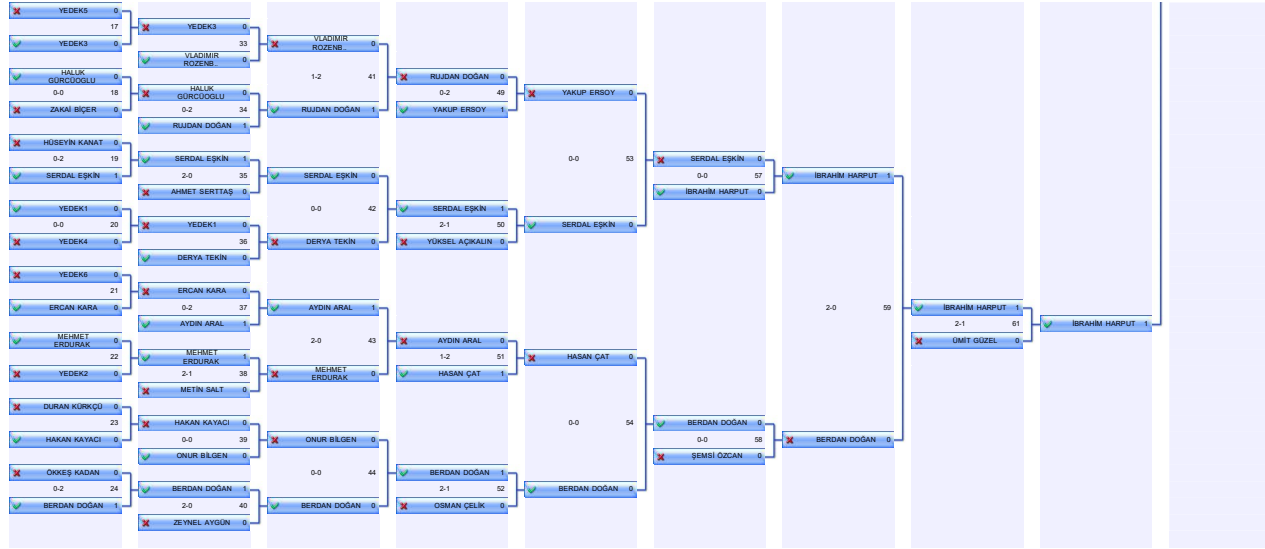 YEDEK5 0
17
YEDEK3 0
HALUK
GÜRCÜOGLU 0
0-0 18
ZAKAİ BİÇER 0
HÜSEYİN KANAT 0
0-2 19
SERDAL EŞKİN 1
YEDEK1 0
0-0 20
YEDEK4 0
YEDEK6 0
21
ERCAN KARA 0
MEHMET
ERDURAK 0
22
YEDEK2 0
DURAN KÜRKÇÜ 0
23
HAKAN KAYACI 0
ÖKKEŞ KADAN 0
0-2 24
BERDAN DOĞAN 1
YEDEK3 0
33
VLADIMIR
ROZENB.. 0
HALUK
GÜRCÜOGLU 0
0-2 34
RUJDAN DOĞAN 1
SERDAL EŞKİN 1
2-0 35
AHMET SERTTAŞ 0
YEDEK1 0
36
DERYA TEKİN 0
ERCAN KARA 0
0-2 37
AYDIN ARAL 1
MEHMET
ERDURAK 1
2-1 38
METİN SALT 0
HAKAN KAYACI 0
0-0 39
ONUR BİLGEN 0
BERDAN DOĞAN 1
2-0 40
ZEYNEL AYGÜN 0
VLADIMIR
ROZENB.. 0
1-2 41
RUJDAN DOĞAN 1
SERDAL EŞKİN 0
0-0 42
DERYA TEKİN 0
AYDIN ARAL 1
2-0 43
MEHMET
ERDURAK 0
ONUR BİLGEN 0
0-0 44
BERDAN DOĞAN 0
RUJDAN DOĞAN 0
0-2 49
YAKUP ERSOY 1
SERDAL EŞKİN 1
2-1 50
YÜKSEL AÇIKALIN 0
AYDIN ARAL 0
1-2 51
HASAN ÇAT 1
BERDAN DOĞAN 1
2-1 52
OSMAN ÇELİK 0
YAKUP ERSOY 0
0-0 53
SERDAL EŞKİN 0
HASAN ÇAT 0
0-0 54
BERDAN DOĞAN 0
SERDAL EŞKİN 0
0-0 57
İBRAHİM HARPUT 0
BERDAN DOĞAN 0
0-0 58
ŞEMSİ ÖZCAN 0
İBRAHİM HARPUT 1
2-0 59
BERDAN DOĞAN 0
İBRAHİM HARPUT 1
2-1 61
ÜMİT GÜZEL 0
İBRAHİM HARPUT 1